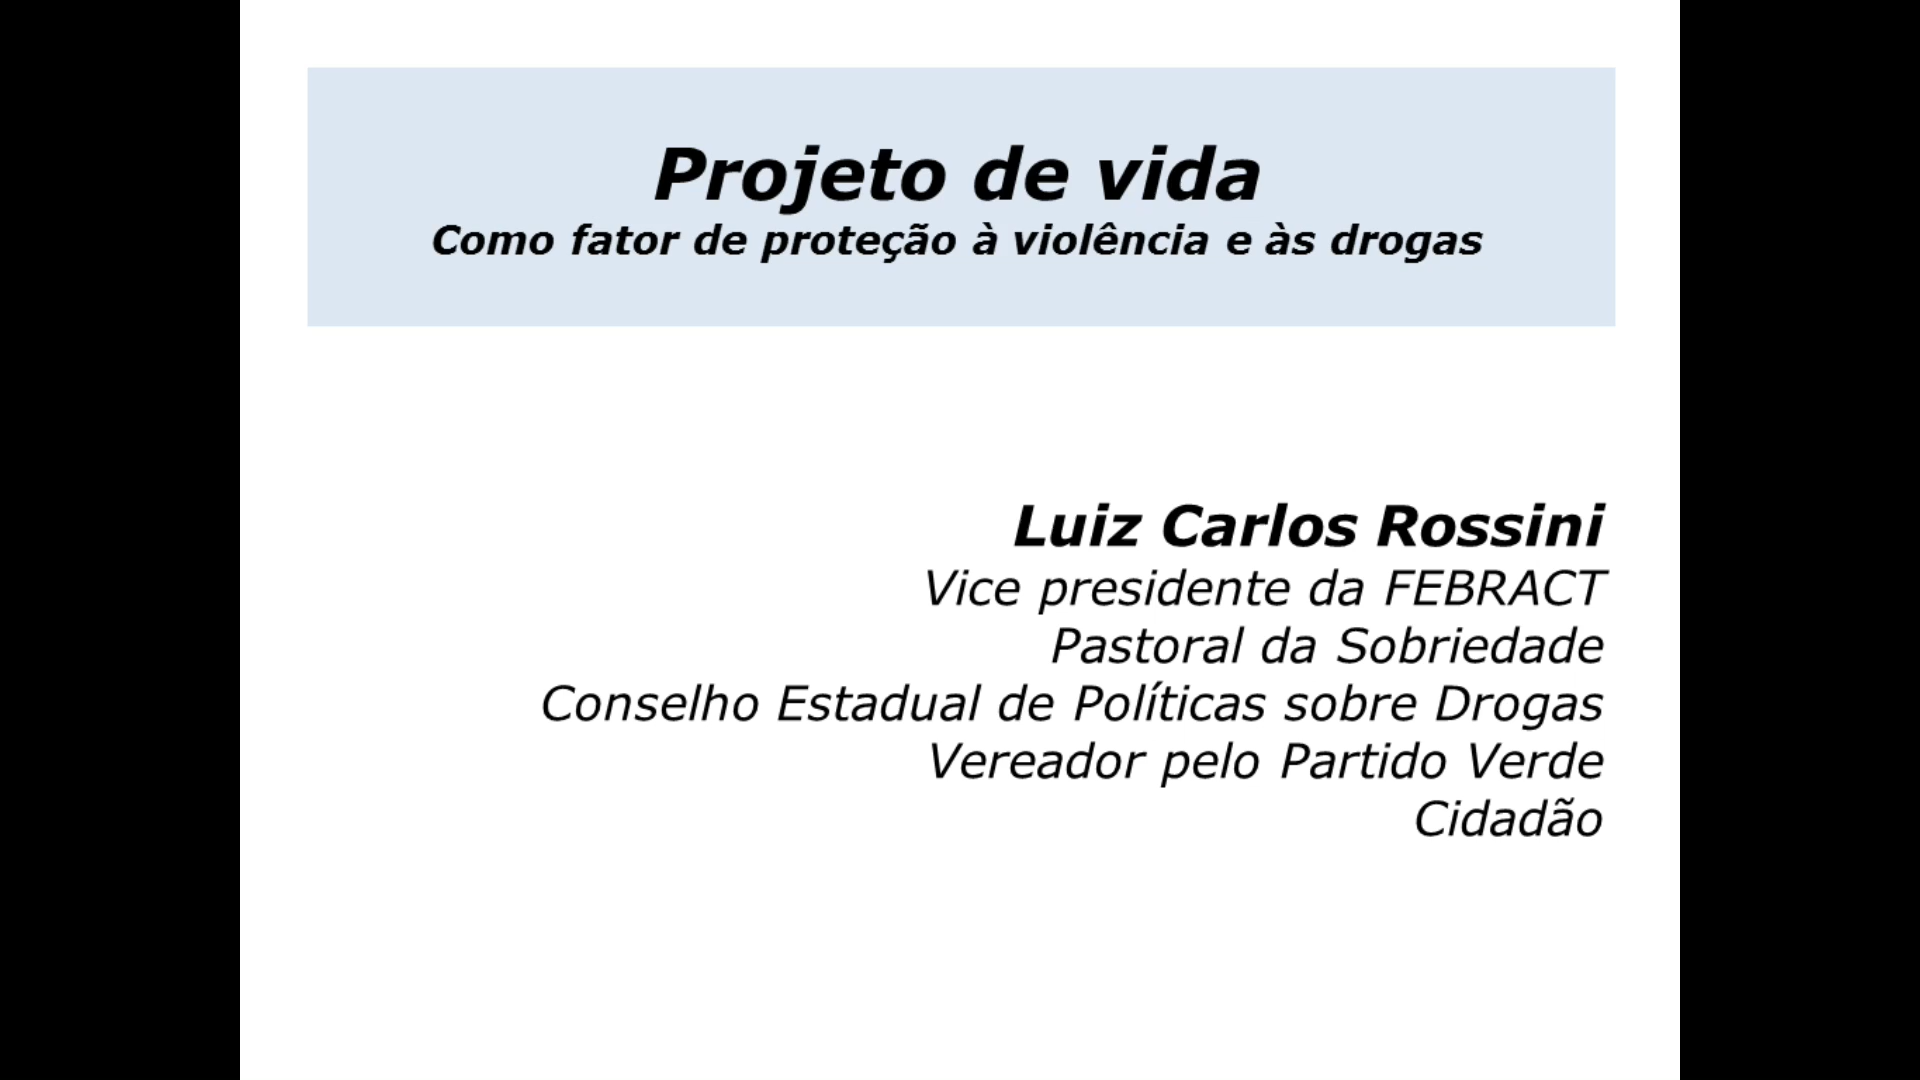 Projeto de vida
Como fator de proteção à violência e às drogas
Luiz Carlos Rossini
Vice presidente da FEBRACT
Pastoral da Sobriedade
Conselho Estadual de Políticas sobre Drogas
Vereador pelo Partido Verde
Cidadão